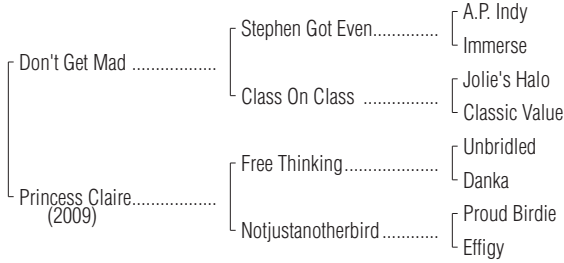 A.P. Indy
Stephen Got Even..............
Immerse
Don't Get Mad ..................
Jolie's Halo
Class On Class ................
Classic Value
Unbridled
Free Thinking....................
Danka
Princess Claire..................
(2009)
Proud Birdie
Notjustanotherbird ............
Effigy